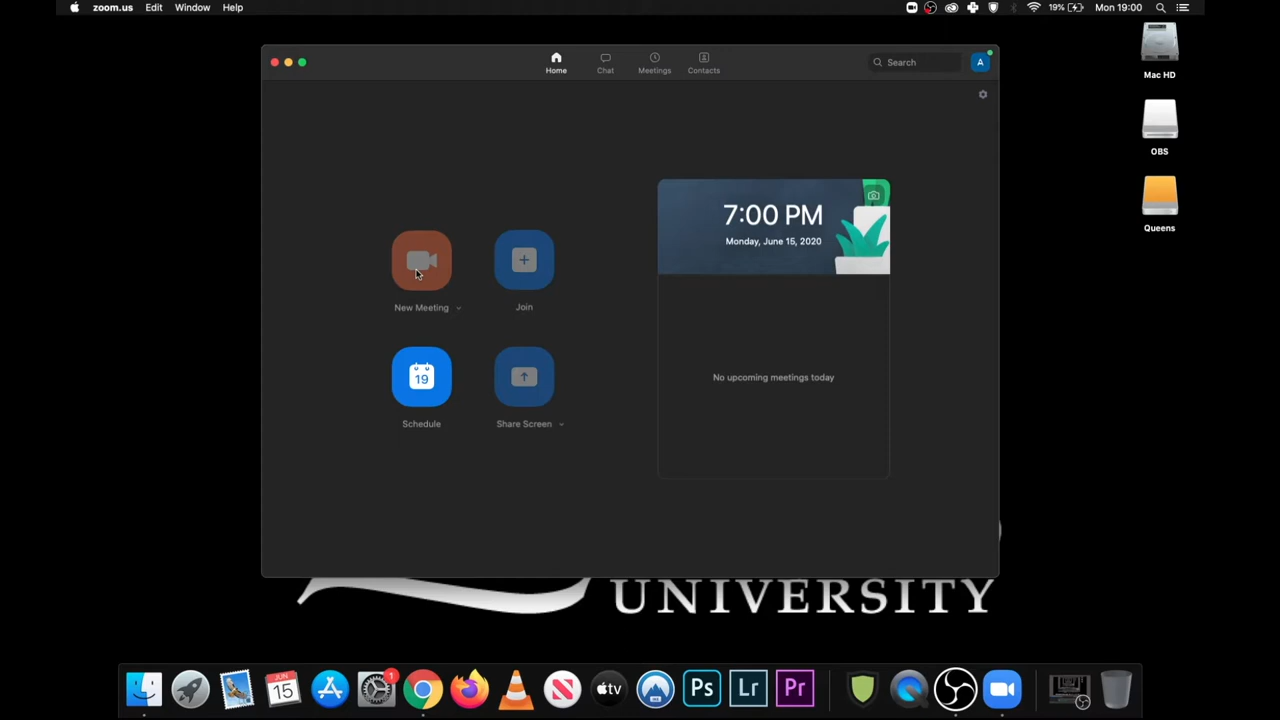 zoom.us Edit Window Help
19% Mon 19:00
Home Chat Meetings Contacts
Search
A
Mac HD
OBS
Queens
7:00 PM
Monday, June 15, 2020
New Meeting
Join
19
Schedule
Share Screen
No upcoming meetings today
UNIVERSITY
JUN
15
1
tv
Ps
Lr
Pr